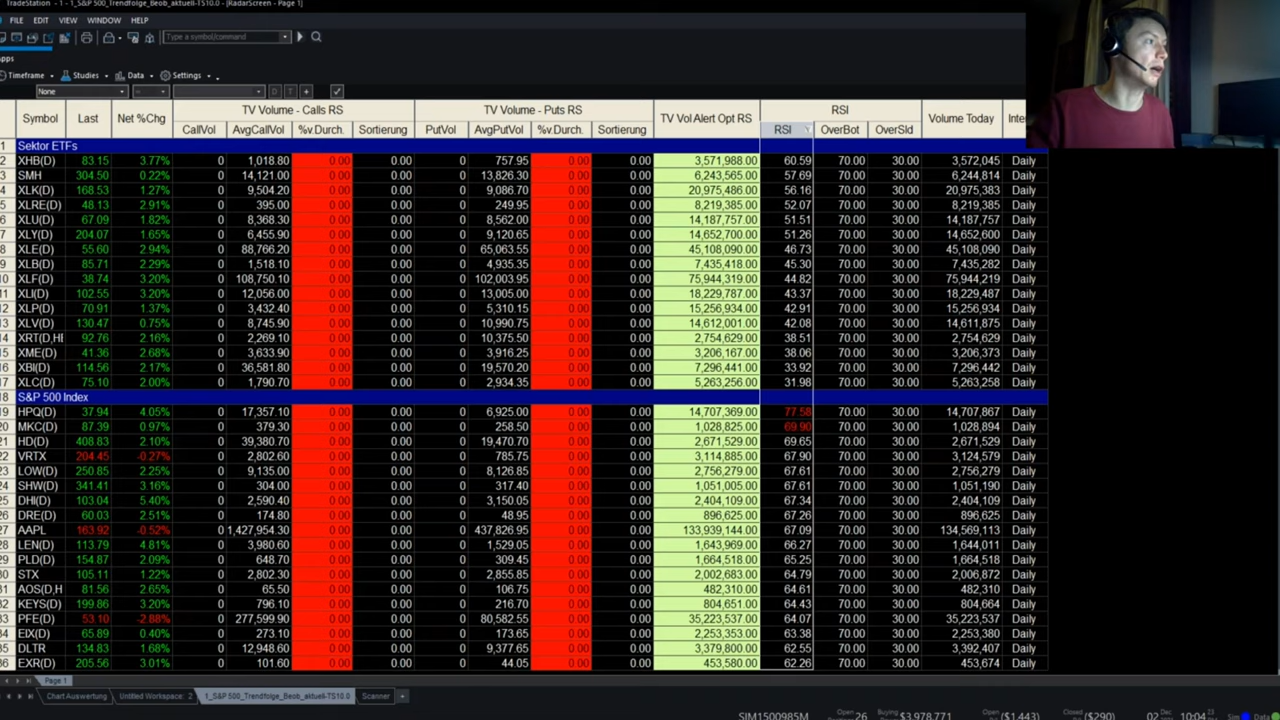 TradeStation - 1 - 1_S&P 500_Trendfolge_Beob_aktuell-TS10.0 - [RadarScreen - Page 1]
FILE EDIT VIEW WINDOW HELP
Type a symbol/command
apps
Timeframe Studies Data Settings
None
Symbol Last Net %Chg TV Volume - Calls RS TV Volume - Puts RS TV Vol Alert Opt RS RSI Volume Today
CallVol AvgCallVol %v.Durch. Sortierung PutVol AvgPutVol %v.Durch. Sortierung RSI OverBot OverSld
1 Sektor ETFs
2 XHB(D) 83.15 3.77% 0 1,018.80 0.00 0.00 0 757.95 0.00 0.00 3,571,988.00 60.59 70.00 30.00 3,572,045 Daily
3 SMH 304.50 0.22% 0 14,121.00 0.00 0.00 0 13,826.30 0.00 0.00 6,243,565.00 57.69 70.00 30.00 6,244,814 Daily
4 XLK(D) 168.53 1.27% 0 9,504.20 0.00 0.00 0 9,086.70 0.00 0.00 20,975,486.00 56.16 70.00 30.00 20,975,383 Daily
5 XLRE(D) 48.13 2.91% 0 395.00 0.00 0.00 0 249.95 0.00 0.00 8,219,385.00 52.07 70.00 30.00 8,219,385 Daily
6 XLU(D) 67.09 1.82% 0 8,368.30 0.00 0.00 0 8,562.00 0.00 0.00 14,187,757.00 51.51 70.00 30.00 14,187,757 Daily
7 XLY(D) 204.07 1.65% 0 6,455.90 0.00 0.00 0 9,120.65 0.00 0.00 14,652,700.00 51.26 70.00 30.00 14,652,600 Daily
8 XLE(D) 55.60 2.94% 0 88,766.20 0.00 0.00 0 65,063.55 0.00 0.00 45,108,090.00 46.73 70.00 30.00 45,108,090 Daily
9 XLB(D) 85.71 2.29% 0 1,518.10 0.00 0.00 0 4,935.35 0.00 0.00 7,435,418.00 45.30 70.00 30.00 7,435,282 Daily
10 XLF(D) 38.74 3.20% 0 108,750.10 0.00 0.00 0 102,003.95 0.00 0.00 75,944,319.00 44.82 70.00 30.00 75,944,219 Daily
11 XLI(D) 102.55 3.20% 0 12,056.00 0.00 0.00 0 13,005.00 0.00 0.00 18,229,787.00 43.37 70.00 30.00 18,229,487 Daily
12 XLP(D) 70.91 1.37% 0 3,432.40 0.00 0.00 0 5,310.15 0.00 0.00 15,256,934.00 42.91 70.00 30.00 15,256,934 Daily
13 XLV(D) 130.47 0.75% 0 8,745.90 0.00 0.00 0 10,990.75 0.00 0.00 14,612,001.00 42.08 70.00 30.00 14,611,875 Daily
14 XRT(D,HE 92.76 2.16% 0 2,269.10 0.00 0.00 0 10,375.50 0.00 0.00 2,754,629.00 38.51 70.00 30.00 2,754,629 Daily
15 XME(D) 41.36 2.68% 0 3,633.90 0.00 0.00 0 3,916.25 0.00 0.00 3,206,167.00 38.06 70.00 30.00 3,206,373 Daily
16 XBI(D) 114.56 2.17% 0 36,581.80 0.00 0.00 0 19,570.20 0.00 0.00 7,296,441.00 33.92 70.00 30.00 7,296,442 Daily
17 XLC(D) 75.10 2.00% 0 1,790.70 0.00 0.00 0 2,934.35 0.00 0.00 5,263,256.00 31.98 70.00 30.00 5,263,258 Daily
18 S&P 500 Index
19 HPQ(D) 37.94 4.05% 0 17,357.10 0.00 0.00 0 6,925.00 0.00 0.00 14,707,369.00 77.58 70.00 30.00 14,707,867 Daily
20 MKC(D) 87.39 0.97% 0 379.30 0.00 0.00 0 258.50 0.00 0.00 1,028,825.00 69.90 70.00 30.00 1,028,894 Daily
21 HD(D) 408.83 2.10% 0 39,380.70 0.00 0.00 0 19,470.70 0.00 0.00 2,671,529.00 69.65 70.00 30.00 2,671,529 Daily
22 VRTX 204.45 -0.27% 0 2,802.60 0.00 0.00 0 785.75 0.00 0.00 3,114,885.00 67.90 70.00 30.00 3,124,579 Daily
23 LOW(D) 250.85 2.25% 0 9,135.00 0.00 0.00 0 8,126.85 0.00 0.00 2,756,279.00 67.61 70.00 30.00 2,756,279 Daily
24 SHW(D) 341.41 3.16% 0 304.00 0.00 0.00 0 317.40 0.00 0.00 1,051,005.00 67.61 70.00 30.00 1,051,190 Daily
25 DHI(D) 103.04 5.40% 0 2,590.40 0.00 0.00 0 3,150.05 0.00 0.00 2,404,109.00 67.34 70.00 30.00 2,404,109 Daily
26 DRE(D) 60.03 2.51% 0 174.80 0.00 0.00 0 48.95 0.00 0.00 896,625.00 67.26 70.00 30.00 896,625 Daily
27 AAPL 163.92 -0.52% 0 1,427,954.30 0.00 0.00 0 437,826.95 0.00 0.00 133,939,144.00 67.09 70.00 30.00 134,569,113 Daily
28 LEN(D) 113.79 4.81% 0 3,980.60 0.00 0.00 0 1,529.05 0.00 0.00 1,643,969.00 66.27 70.00 30.00 1,644,011 Daily
29 PLD(D) 154.87 2.09% 0 648.70 0.00 0.00 0 309.45 0.00 0.00 1,664,518.00 65.25 70.00 30.00 1,664,518 Daily
30 STX 105.11 1.22% 0 2,802.30 0.00 0.00 0 2,855.85 0.00 0.00 2,002,683.00 64.79 70.00 30.00 2,006,872 Daily
31 AOS(D,H 81.56 2.65% 0 65.50 0.00 0.00 0 106.75 0.00 0.00 482,310.00 64.61 70.00 30.00 482,310 Daily
32 KEYS(D) 199.86 3.20% 0 796.10 0.00 0.00 0 216.70 0.00 0.00 804,651.00 64.43 70.00 30.00 804,664 Daily
33 PFE(D) 53.10 -2.88% 0 277,599.90 0.00 0.00 0 80,582.55 0.00 0.00 35,223,537.00 64.07 70.00 30.00 35,223,537 Daily
34 EIX(D) 65.89 0.40% 0 273.10 0.00 0.00 0 173.65 0.00 0.00 2,253,353.00 63.38 70.00 30.00 2,253,380 Daily
35 DLTR 134.83 1.68% 0 12,948.60 0.00 0.00 0 9,377.65 0.00 0.00 3,379,800.00 62.55 70.00 30.00 3,392,407 Daily
36 EXR(D) 205.56 3.01% 0 101.60 0.00 0.00 0 44.05 0.00 0.00 453,580.00 62.26 70.00 30.00 453,674 Daily
Page 1
Chart Auswertung Untitled Workspace: 2 1_S&P 500_Trendfolge_Beob_aktuell-TS10.0 Scanner
SIM1500985M Open 26 Buying $3,978,771 Open ($1,443) Closed ($290) 02 Dec 10:04 23 Sim Data